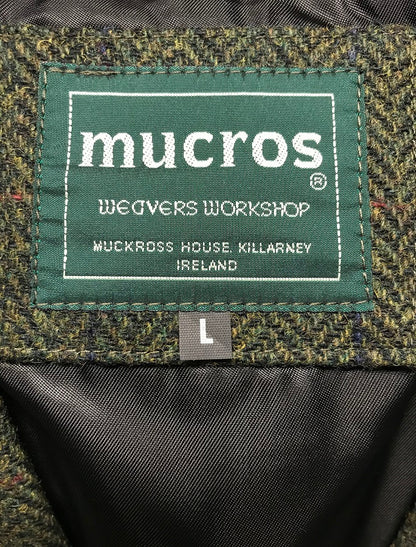 mucros
®
WEAVERS WORKSHOP
MUCKROSS HOUSE, KILLARNEY
IRELAND
L